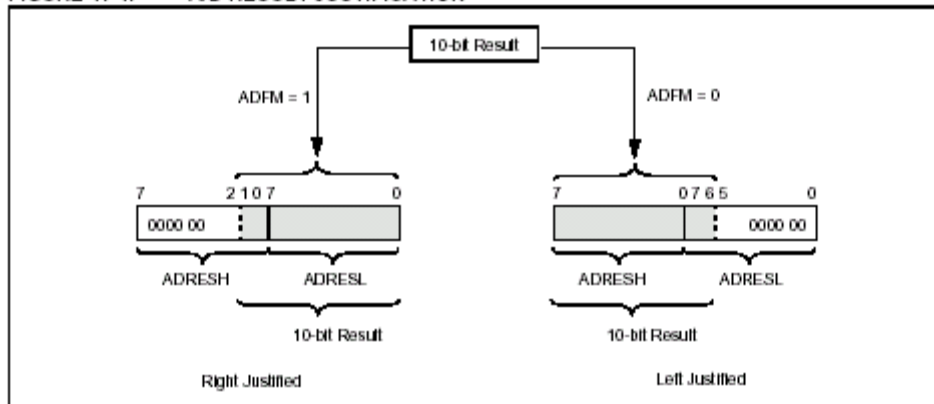 10-bit Result
ADFM = 1
ADFM = 0
7 2 1 0 7 0
7 0 7 6 5 0
0000 00
0000 00
ADRESH ADRESL
ADRESH ADRESL
10-bit Result
10-bit Result
Right Justified
Left Justified